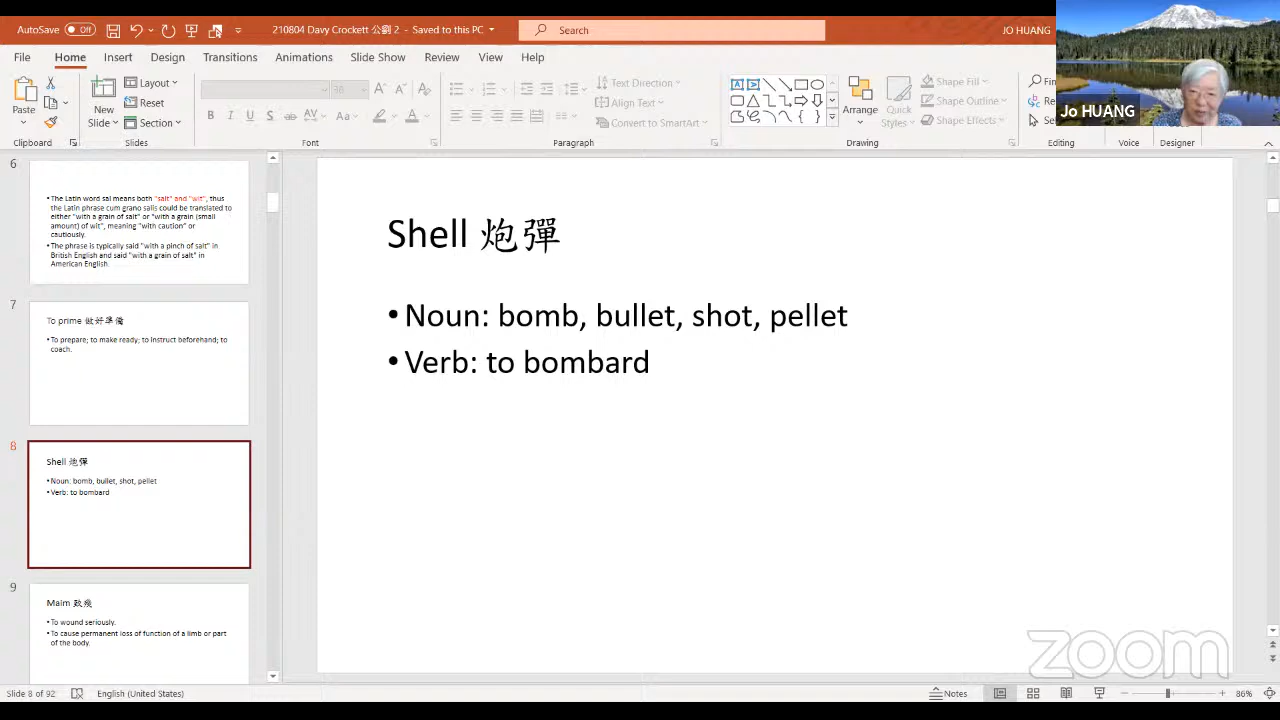 AutoSave Off 210804 Davy Crockett 公劉 2 - Saved to this PC Search JO HUANG
File Home Insert Design Transitions Animations Slide Show Review View Help
Paste
New Slide
Layout
Reset
Section
Text Direction
Align Text
Convert to SmartArt
Arrange
Quick Styles
Shape Fill
Shape Outline
Shape Effects
Jo HUANG
Clipboard Slides Font Paragraph Drawing Editing Voice Designer
6
• The Latin word sal means both "salt" and "wit", thus
the Latin phrase cum grano salis could be translated to
either "with a grain of salt" or "with a grain (small
amount) of wit", meaning "with caution" or
cautiously.
• The phrase is typically said "with a pinch of salt" in
British English and said "with a grain of salt" in
American English.
7
To prime 做好準備
• To prepare; to make ready; to instruct beforehand; to
coach.
8
Shell 炮彈
• Noun: bomb, bullet, shot, pellet
• Verb: to bombard
9
Maim 致殘
• To wound seriously.
• To cause permanent loss of function of a limb or part
of the body.
Shell 炮彈
• Noun: bomb, bullet, shot, pellet
• Verb: to bombard
zoom
Slide 8 of 92 English (United States) Notes 86%